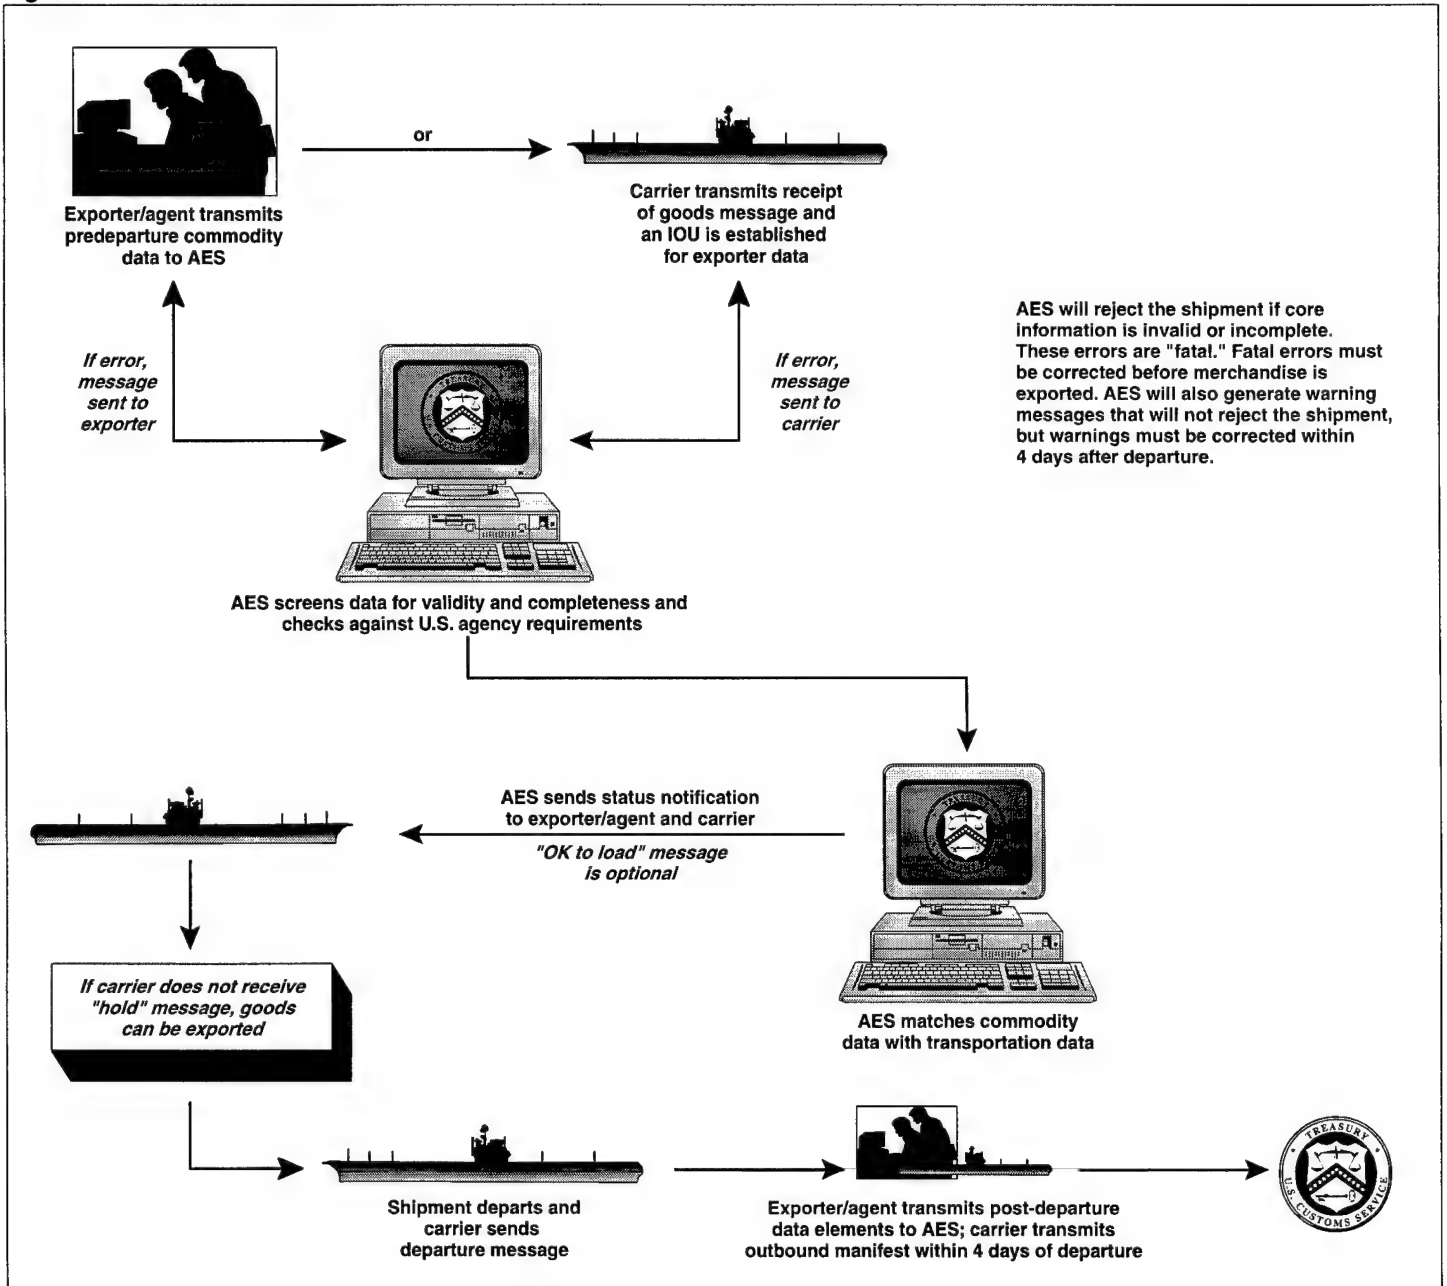 or
Exporter/agent transmits
predeparture commodity
data to AES
Carrier transmits receipt
of goods message and
an IOU is established
for exporter data
If error,
message
sent to
exporter
If error,
message
sent to
carrier
AES will reject the shipment if core
information is invalid or incomplete.
These errors are "fatal." Fatal errors must
be corrected before merchandise is
exported. AES will also generate warning
messages that will not reject the shipment,
but warnings must be corrected within
4 days after departure.
AES screens data for validity and completeness and
checks against U.S. agency requirements
AES sends status notification
to exporter/agent and carrier
"OK to load" message
is optional
If carrier does not receive
"hold" message, goods
can be exported
AES matches commodity
data with transportation data
Shipment departs and
carrier sends
departure message
Exporter/agent transmits post-departure
data elements to AES; carrier transmits
outbound manifest within 4 days of departure
TREASURY
U.S. CUSTOMS SERVICE